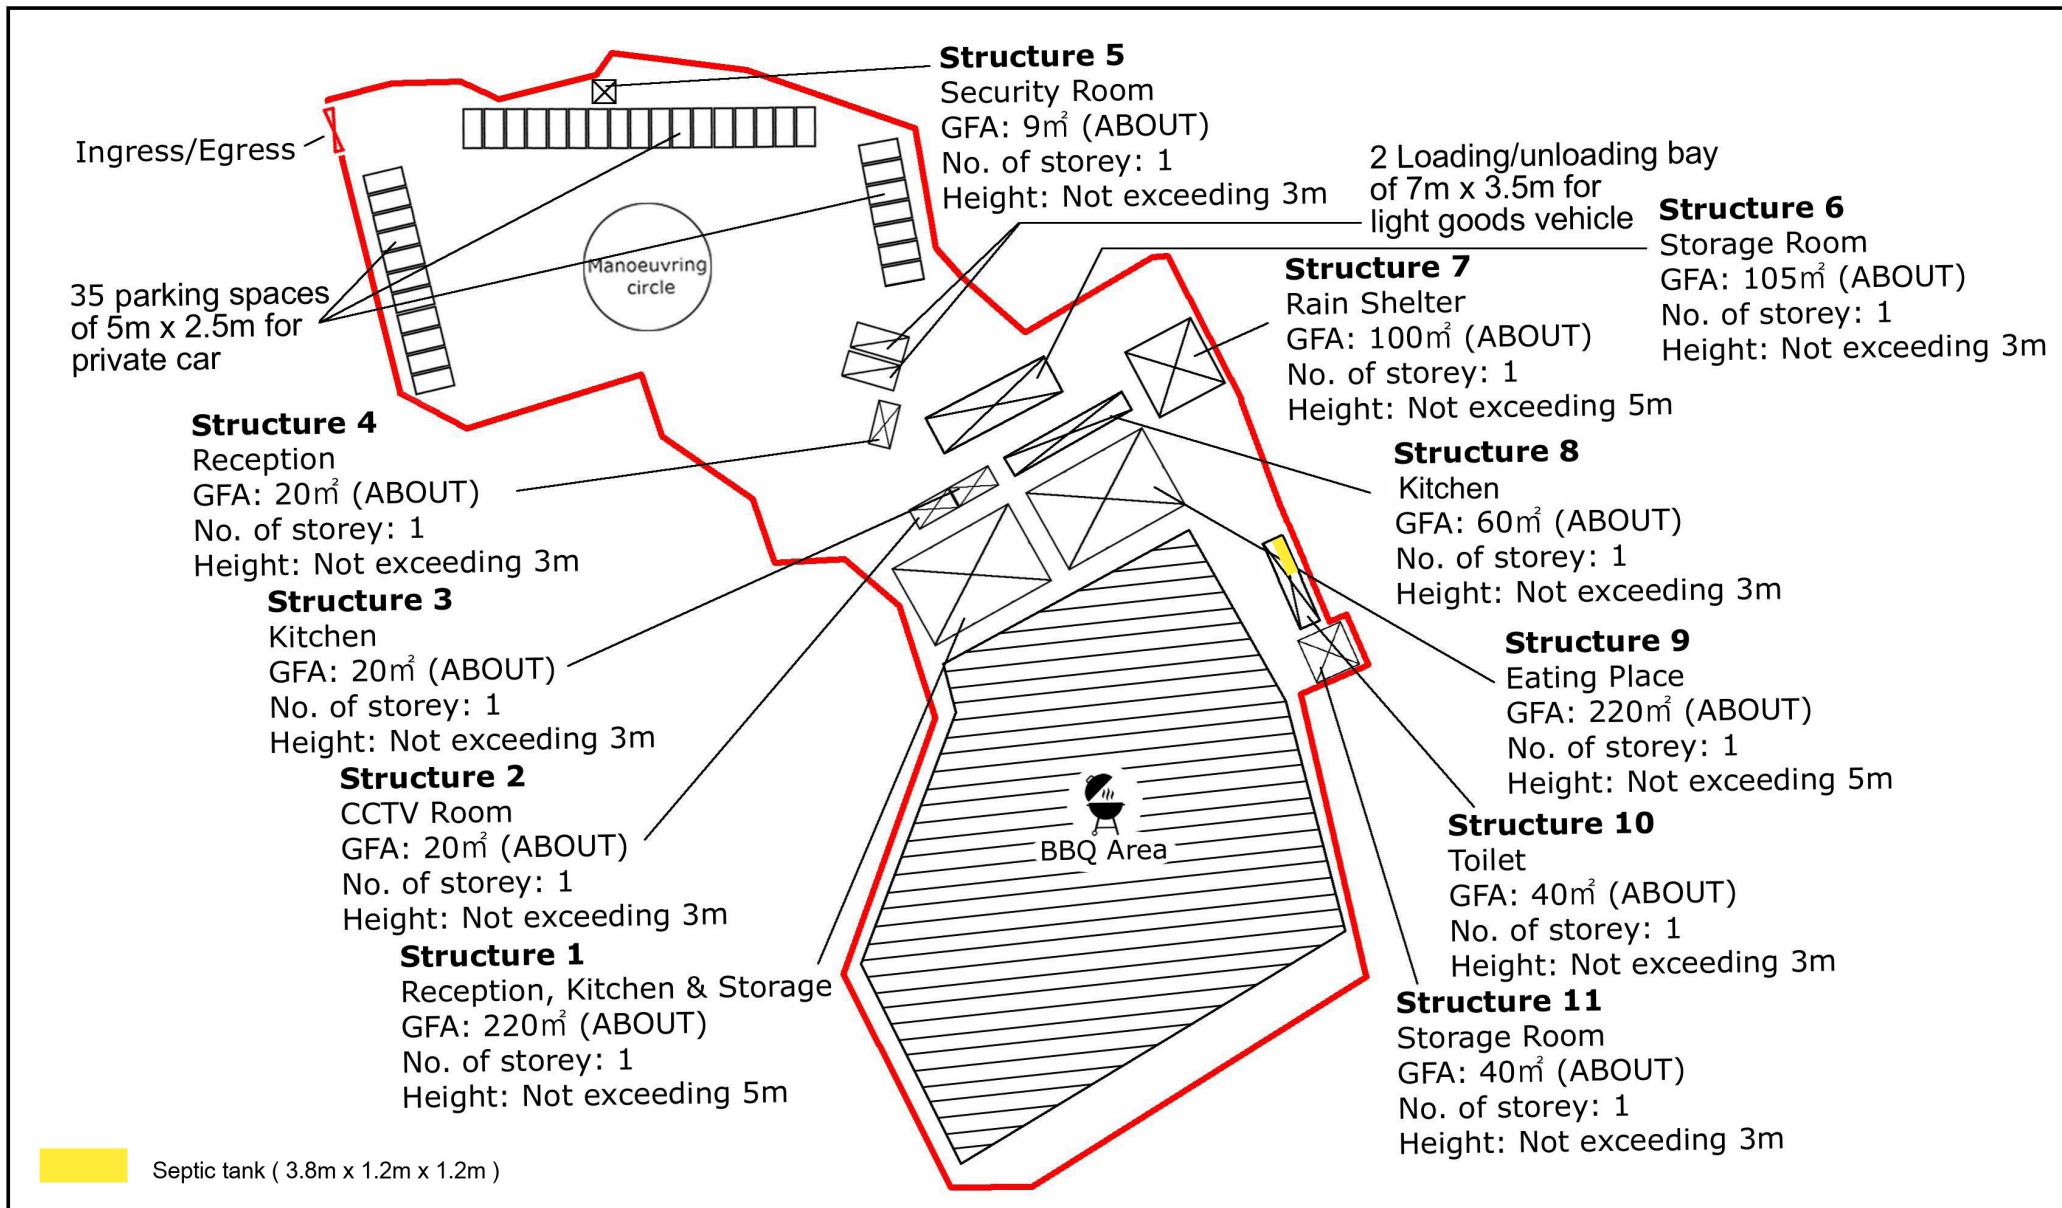 Structure 5
Security Room
GFA: 9㎡ (ABOUT)
No. of storey: 1
Height: Not exceeding 3m
Ingress/Egress
2 Loading/unloading bay
of 7m x 3.5m for
light goods vehicle
Structure 6
Storage Room
GFA: 105㎡ (ABOUT)
No. of storey: 1
Height: Not exceeding 3m
Manoeuvring
circle
35 parking spaces
of 5m x 2.5m for
private car
Structure 7
Rain Shelter
GFA: 100㎡ (ABOUT)
No. of storey: 1
Height: Not exceeding 5m
Structure 4
Reception
GFA: 20㎡ (ABOUT)
No. of storey: 1
Height: Not exceeding 3m
Structure 8
Kitchen
GFA: 60㎡ (ABOUT)
No. of storey: 1
Height: Not exceeding 3m
Structure 3
Kitchen
GFA: 20㎡ (ABOUT)
No. of storey: 1
Height: Not exceeding 3m
Structure 9
Eating Place
GFA: 220㎡ (ABOUT)
No. of storey: 1
Height: Not exceeding 5m
Structure 2
CCTV Room
GFA: 20㎡ (ABOUT)
No. of storey: 1
Height: Not exceeding 3m
BBQ Area
Structure 10
Toilet
GFA: 40㎡ (ABOUT)
No. of storey: 1
Height: Not exceeding 3m
Structure 1
Reception, Kitchen & Storage
GFA: 220㎡ (ABOUT)
No. of storey: 1
Height: Not exceeding 5m
Structure 11
Storage Room
GFA: 40㎡ (ABOUT)
No. of storey: 1
Height: Not exceeding 3m
Septic tank ( 3.8m x 1.2m x 1.2m )